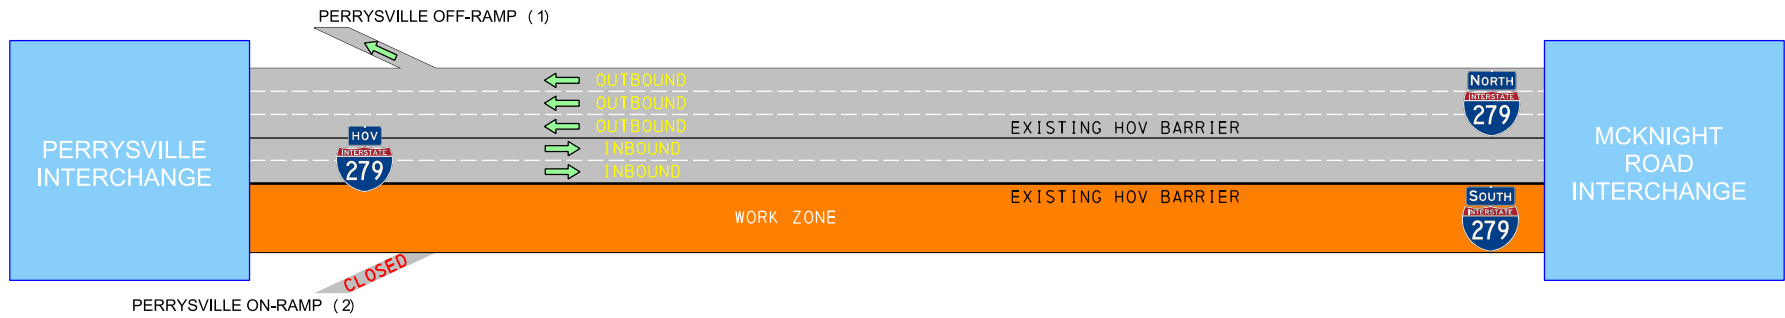 PERRYSVILLE OFF-RAMP (1)
OUTBOUND
OUTBOUND
OUTBOUND
NORTH
INTERSTATE
279
EXISTING HOV BARRIER
HOV
INTERSTATE
279
INBOUND
INBOUND
PERRYSVILLE
INTERCHANGE
MCKNIGHT
ROAD
INTERCHANGE
EXISTING HOV BARRIER
SOUTH
INTERSTATE
279
WORK ZONE
CLOSED
PERRYSVILLE ON-RAMP (2)